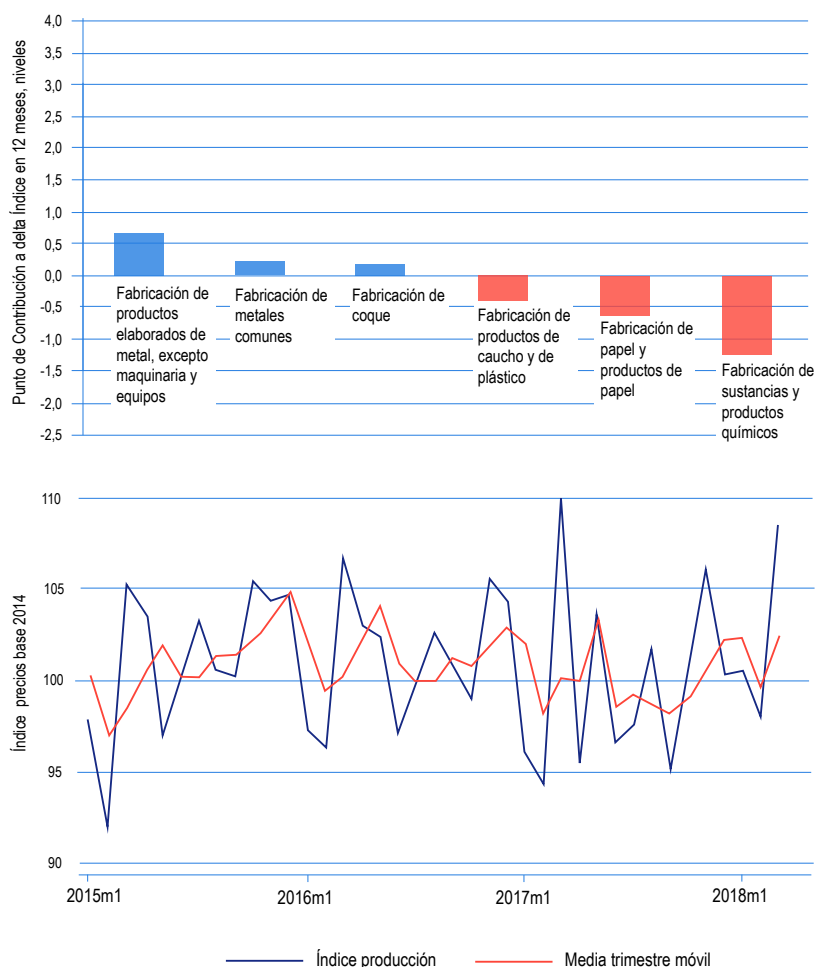 Punto de Contribución a delta Índice en 12 meses, niveles
4,0
3,5
3,0
2,5
2,0
1,5
1,0
0,5
0,0
-0,5
-1,0
-1,5
-2,0
-2,5
Fabricación de
productos
elaborados de
metal, excepto
maquinaria y
equipos
Fabricación de
metales
comunes
Fabricación de
coque
Fabricación de
productos de
caucho y de
plástico
Fabricación de
papel y
productos de
papel
Fabricación de
sustancias y
productos
químicos
Índice precios base 2014
110
105
100
95
90
2015m1
2016m1
2017m1
2018m1
Índice producción
Media trimestre móvil